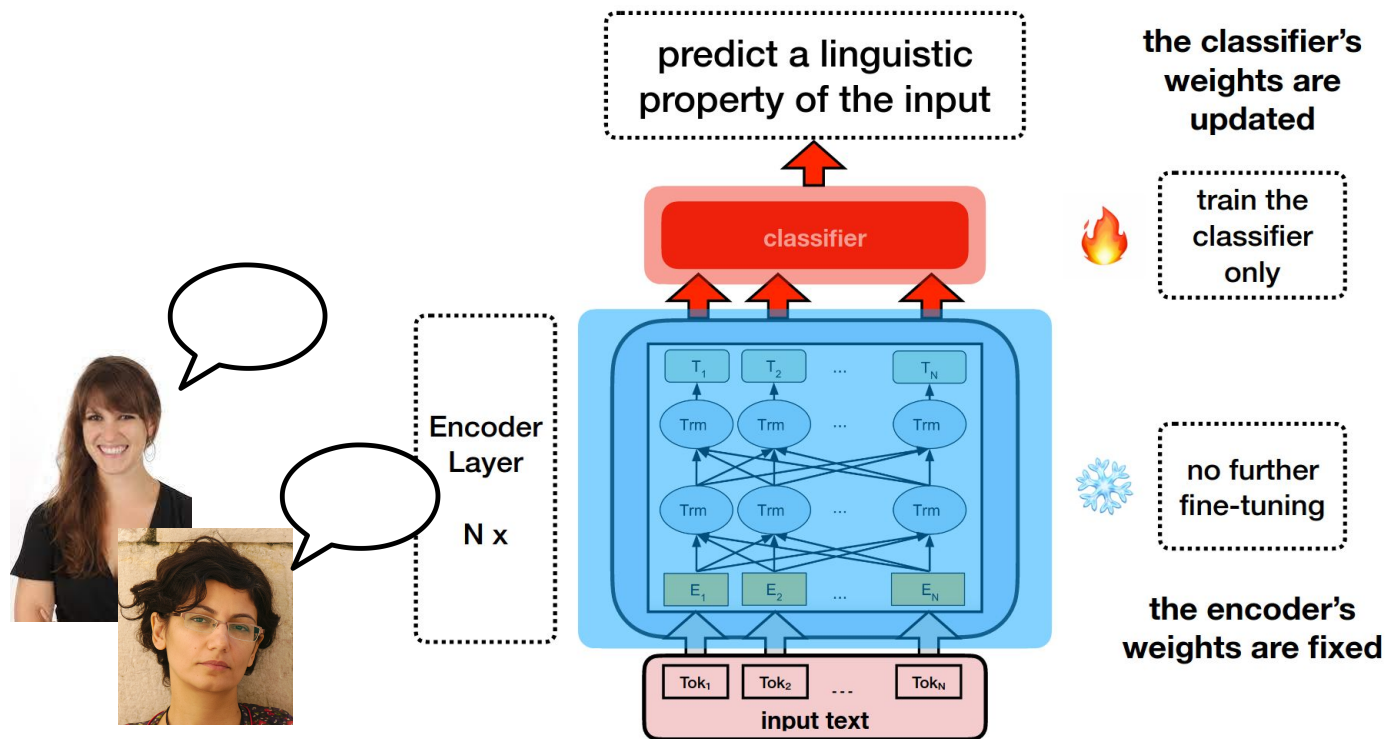 predict a linguistic
property of the input
the classifier's
weights are
updated
classifier
train the
classifier
only
Encoder
Layer
N x
T1 T2 ... TN
Trm Trm ... Trm
Trm Trm ... Trm
E1 E2 ... EN
no further
fine-tuning
the encoder's
weights are fixed
Tok1 Tok2 ... TokN
input text